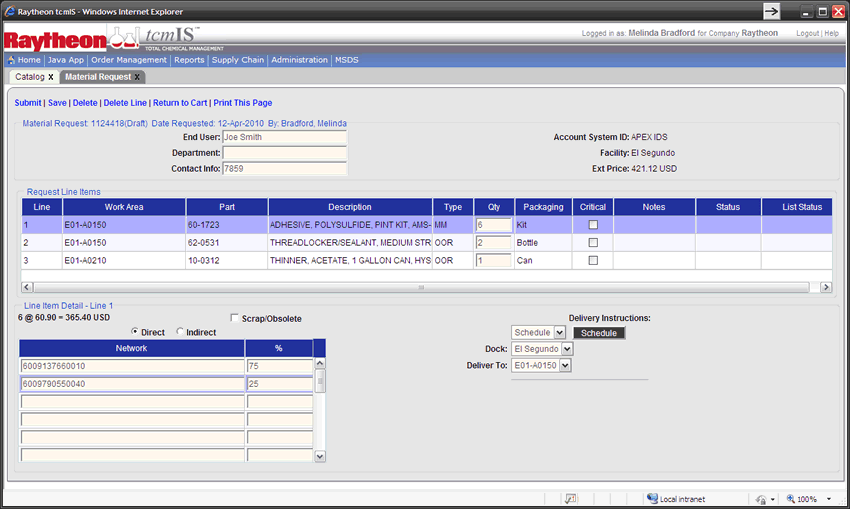 Raytheon tcmIS - Windows Internet Explorer
Raytheon tcmIS™
TOTAL CHEMICAL MANAGEMENT
Logged in as: Melinda Bradford for Company Raytheon Logout | Help
Home | Java App | Order Management | Reports | Supply Chain | Administration | MSDS
Catalog x Material Request x
Submit | Save | Delete | Delete Line | Return to Cart | Print This Page
Material Request: 1124418(Draft) Date Requested: 12-Apr-2010 By: Bradford, Melinda
End User: Joe Smith Account System ID: APEX IDS
Department: Facility: El Segundo
Contact Info: 7859 Ext Price: 421.12 USD
Request Line Items
Line Work Area Part Description Type Qty Packaging Critical Notes Status List Status
1 E01-A0150 60-1723 ADHESIVE, POLYSULFIDE, PINT KIT, AMS- MM 6 Kit
2 E01-A0150 62-0531 THREADLOCKER/SEALANT, MEDIUM STR OOR 2 Bottle
3 E01-A0210 10-0312 THINNER, ACETATE, 1 GALLON CAN, HYS OOR 1 Can
Line Item Detail - Line 1
6 @ 60.90 = 365.40 USD Scrap/Obsolete Delivery Instructions:
Direct Indirect Schedule Schedule
Network % Dock: El Segundo
6009137660010 75 Deliver To: E01-A0150
6009790550040 25
Local intranet 100%